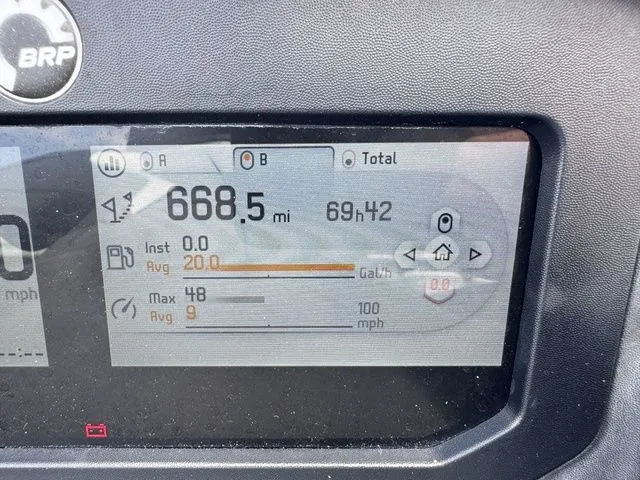 BRP
A
B
Total
668.5 mi
69h42
Inst 0.0
Avg 20.0
Gal/h
0.0
Max 48
Avg 9
100
mph
0
mph
--:--